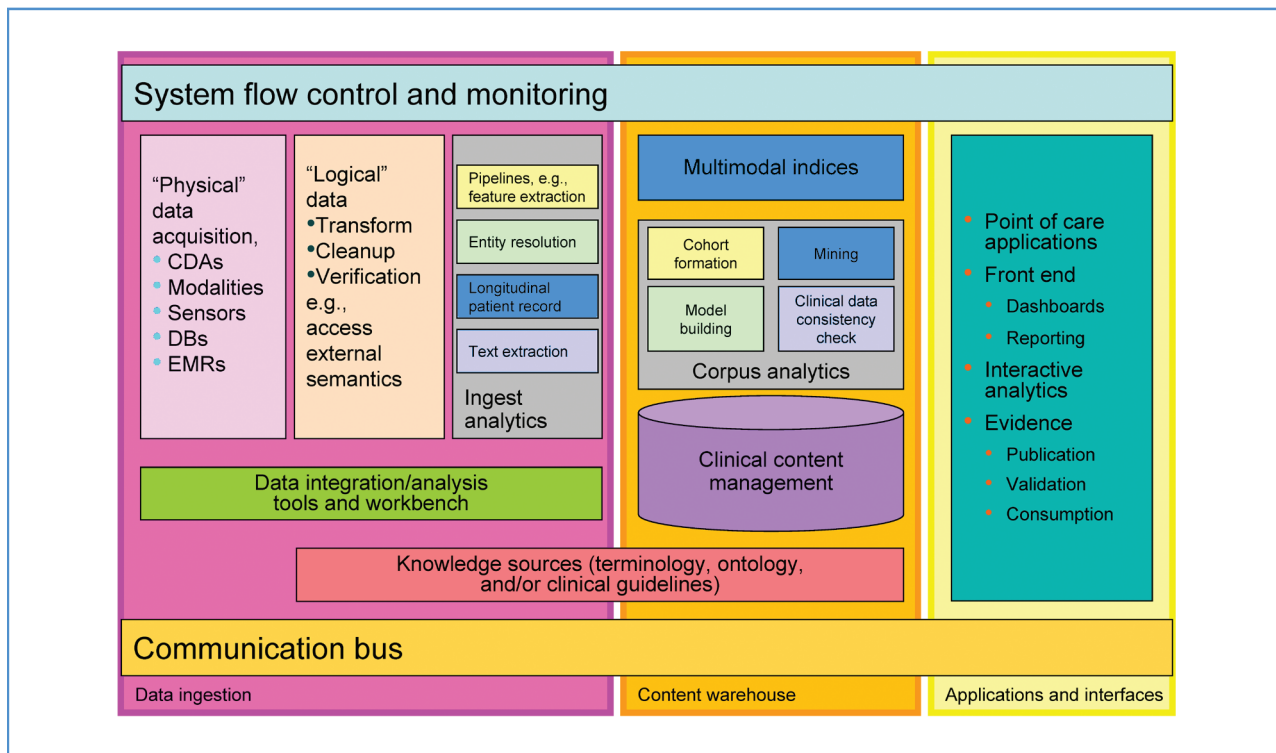 System flow control and monitoring
“Physical”
data
acquisition,
• CDAs
• Modalities
• Sensors
• DBs
• EMRs
“Logical”
data
•Transform
•Cleanup
•Verification
e.g.,
access
external
semantics
Pipelines, e.g.,
feature extraction
Entity resolution
Longitudinal
patient record
Text extraction
Ingest
analytics
Data integration/analysis
tools and workbench
Multimodal indices
Cohort
formation
Mining
Model
building
Clinical data
consistency
check
Corpus analytics
Clinical content
management
Knowledge sources (terminology, ontology,
and/or clinical guidelines)
• Point of care
applications
• Front end
• Dashboards
• Reporting
• Interactive
analytics
• Evidence
• Publication
• Validation
• Consumption
Communication bus
Data ingestion
Content warehouse
Applications and interfaces